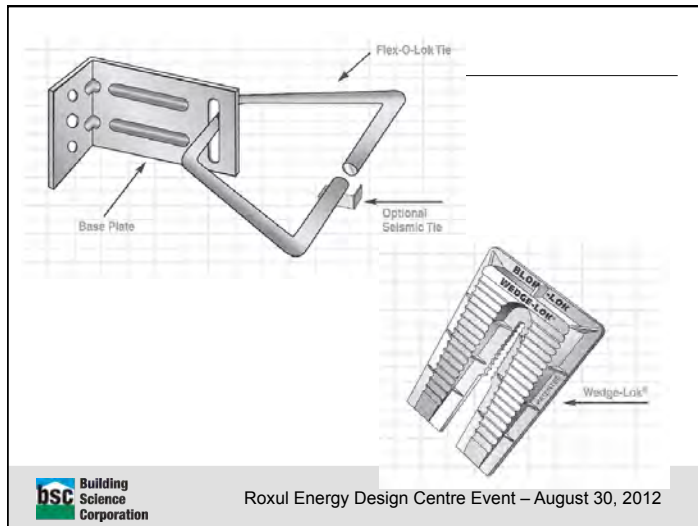 Flex-O-Lok Tie
Base Plate
Optional
Seismic Tie
BLOK-LOK
WEDGE-LOK
Wedge-Lok®
bsc
Building
Science
Corporation
Roxul Energy Design Centre Event – August 30, 2012